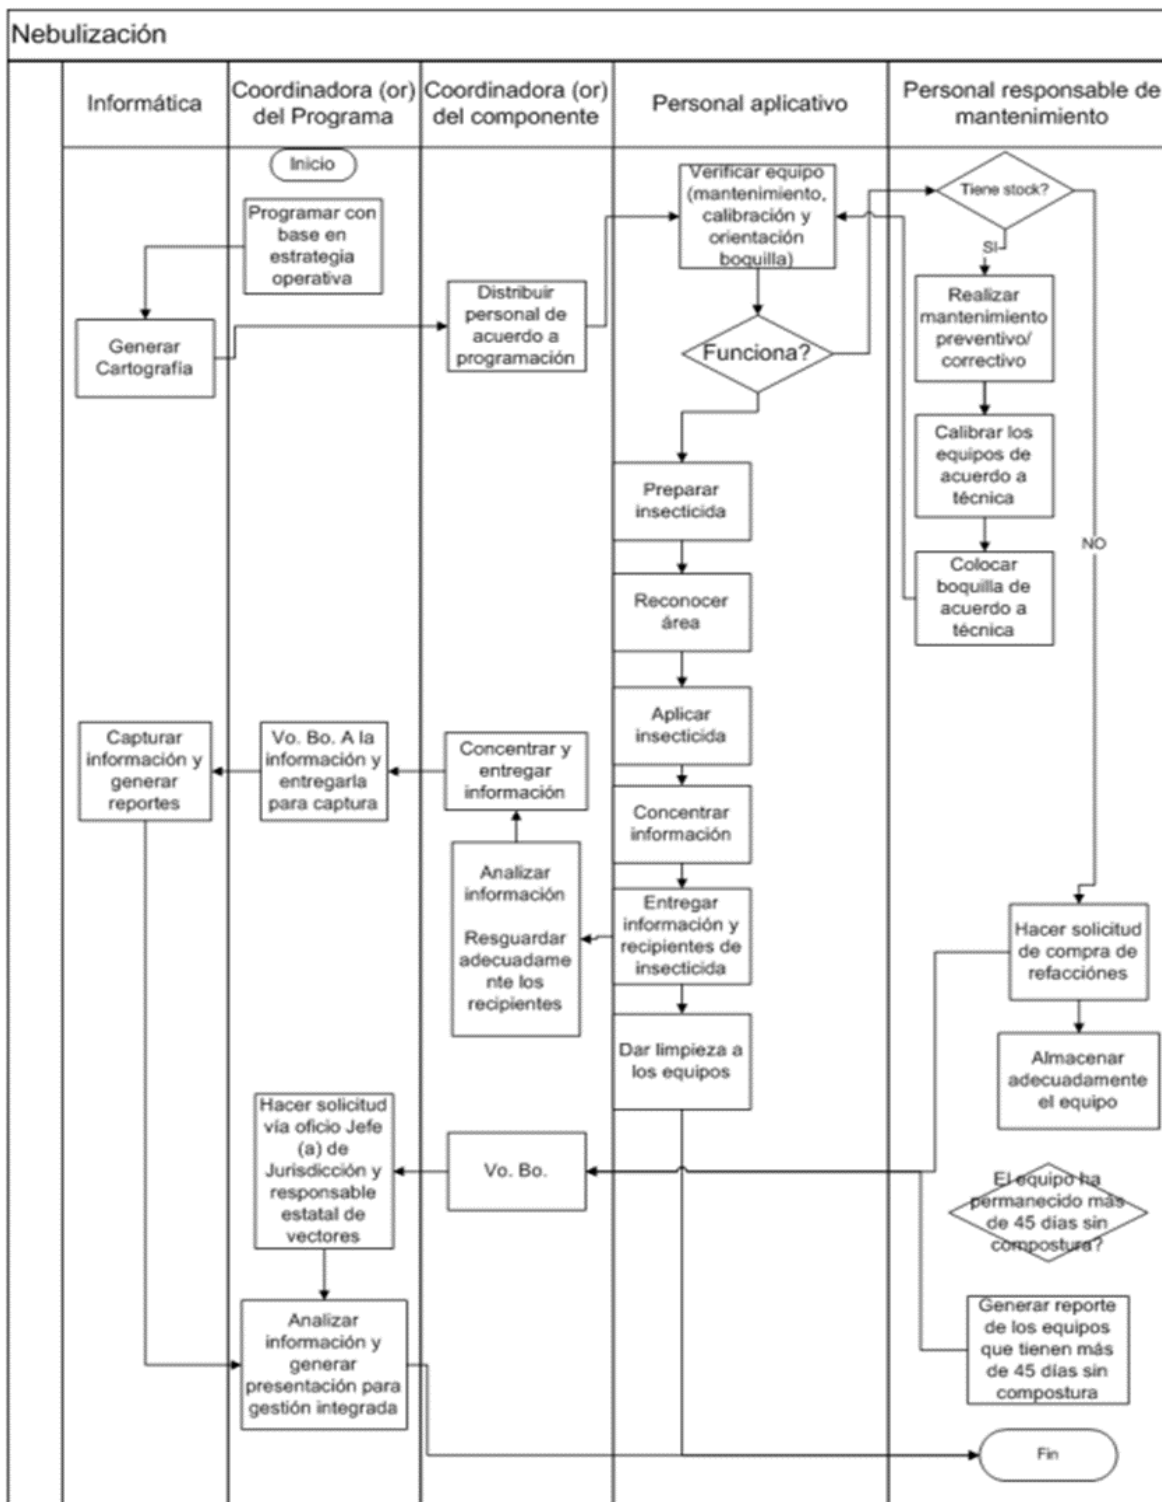 Nebulización
Informática
Coordinadora (or)
del Programa
Coordinadora (or)
del componente
Personal aplicativo
Personal responsable de
mantenimiento
Inicio
Programar con
base en
estrategia
operativa
Generar
Cartografía
Distribuir
personal de
acuerdo a
programación
Verificar equipo
(mantenimiento,
calibración y
orientación
boquilla)
Funciona?
Tiene stock?
SI
Realizar
mantenimiento
preventivo/
correctivo
Calibrar los
equipos de
acuerdo a
técnica
Colocar
boquilla de
acuerdo a
técnica
NO
Preparar
insecticida
Reconocer
área
Aplicar
insecticida
Concentrar
información
Entregar
información y
recipientes de
insecticida
Dar limpieza a
los equipos
Capturar
información y
generar
reportes
Vo. Bo. A la
información y
entregarla
para captura
Concentrar y
entregar
información
Analizar
información
Resguardar
adecuadame
nte los
recipientes
Hacer solicitud
de compra de
refacciónes
Almacenar
adecuadamente
el equipo
Hacer solicitud
vía oficio Jefe
(a) de
Jurisdicción y
responsable
estatal de
vectores
Vo. Bo.
El equipo ha
permanecido más
de 45 días sin
compostura?
Analizar
información y
generar
presentación para
gestión integrada
Generar reporte
de los equipos
que tienen más
de 45 días sin
compostura
Fin